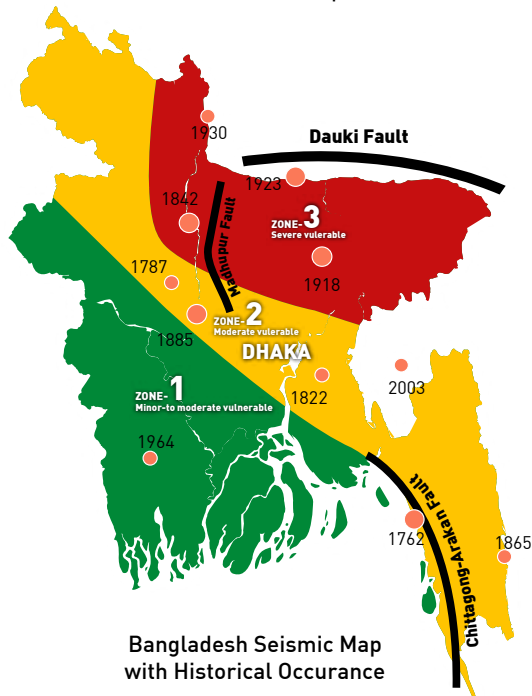 1930
Dauki Fault
1923
1842
ZONE-3
Severe vulerable
Madhupur Fault
1787
1918
ZONE-2
Moderate vulerable
1885
DHAKA
2003
1822
ZONE-1
Minor-to moderate vulnerable
1964
Chittagong-Arakan Fault
1762
1865
Bangladesh Seismic Map
with Historical Occurance